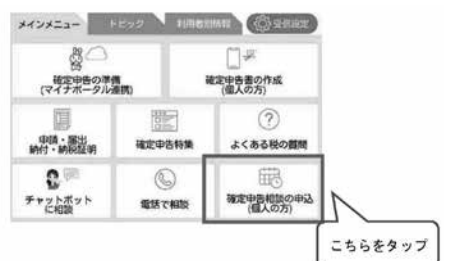 メインメニュー
トピック
利用者別情報
受信設定
確定申告の準備
(マイナポータル連携)
確定申告書の作成
(個人の方)
申請・届出
納付・納税証明
確定申告特集
よくある税の質問
チャットボット
に相談
電話で相談
確定申告相談の申込
(個人の方)
こちらをタップ